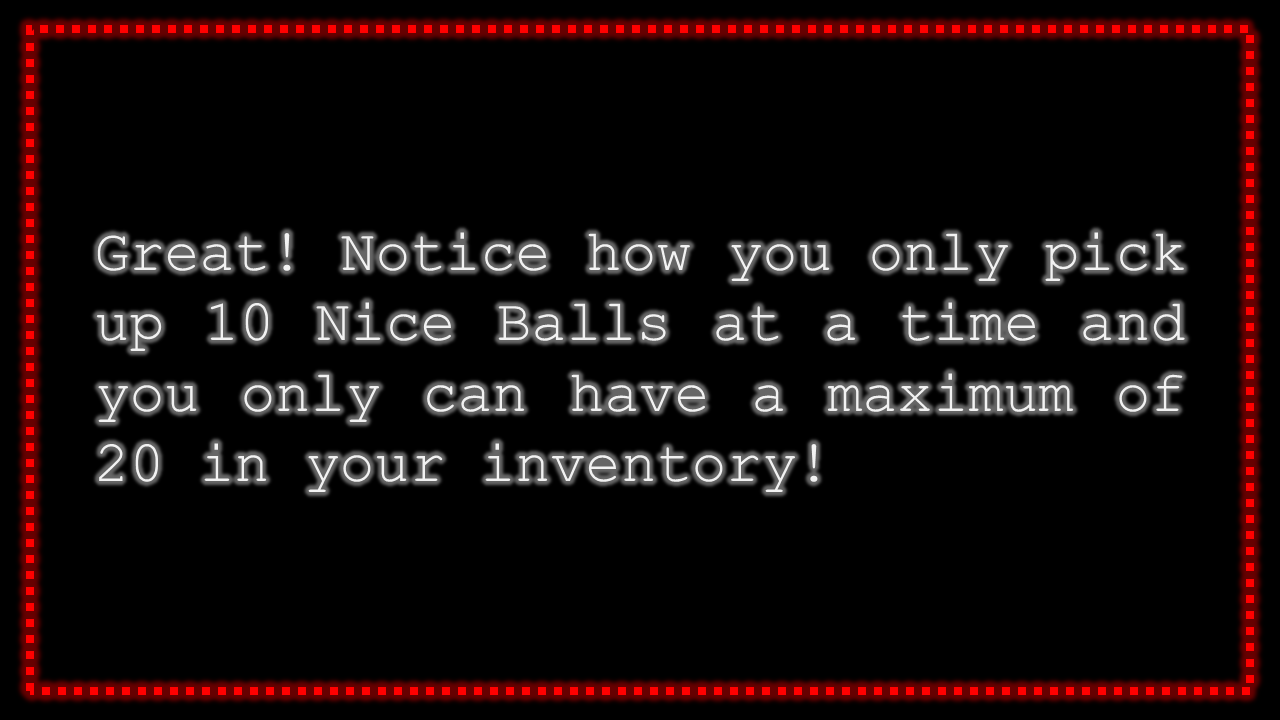 Great! Notice how you only pick
up 10 Nice Balls at a time and
you only can have a maximum of
20 in your inventory!